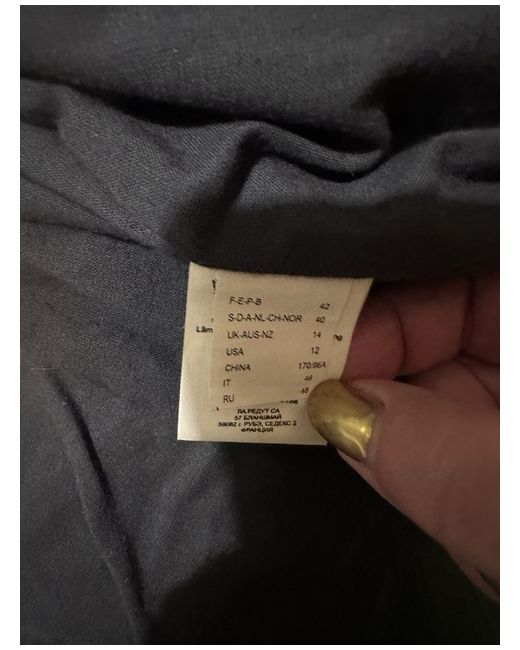 F-E-P-B 42
S-D-A-NL-CH-NOR 40
UK-AUS-NZ 14
USA 12
CHINA 170/96A
IT 48
RU 48
ЛА РЕДУТ СА
57 БЛАНШМАЙ
59082 г. РУБЭ, СЕДЕКС 2
ФРАНЦИЯ